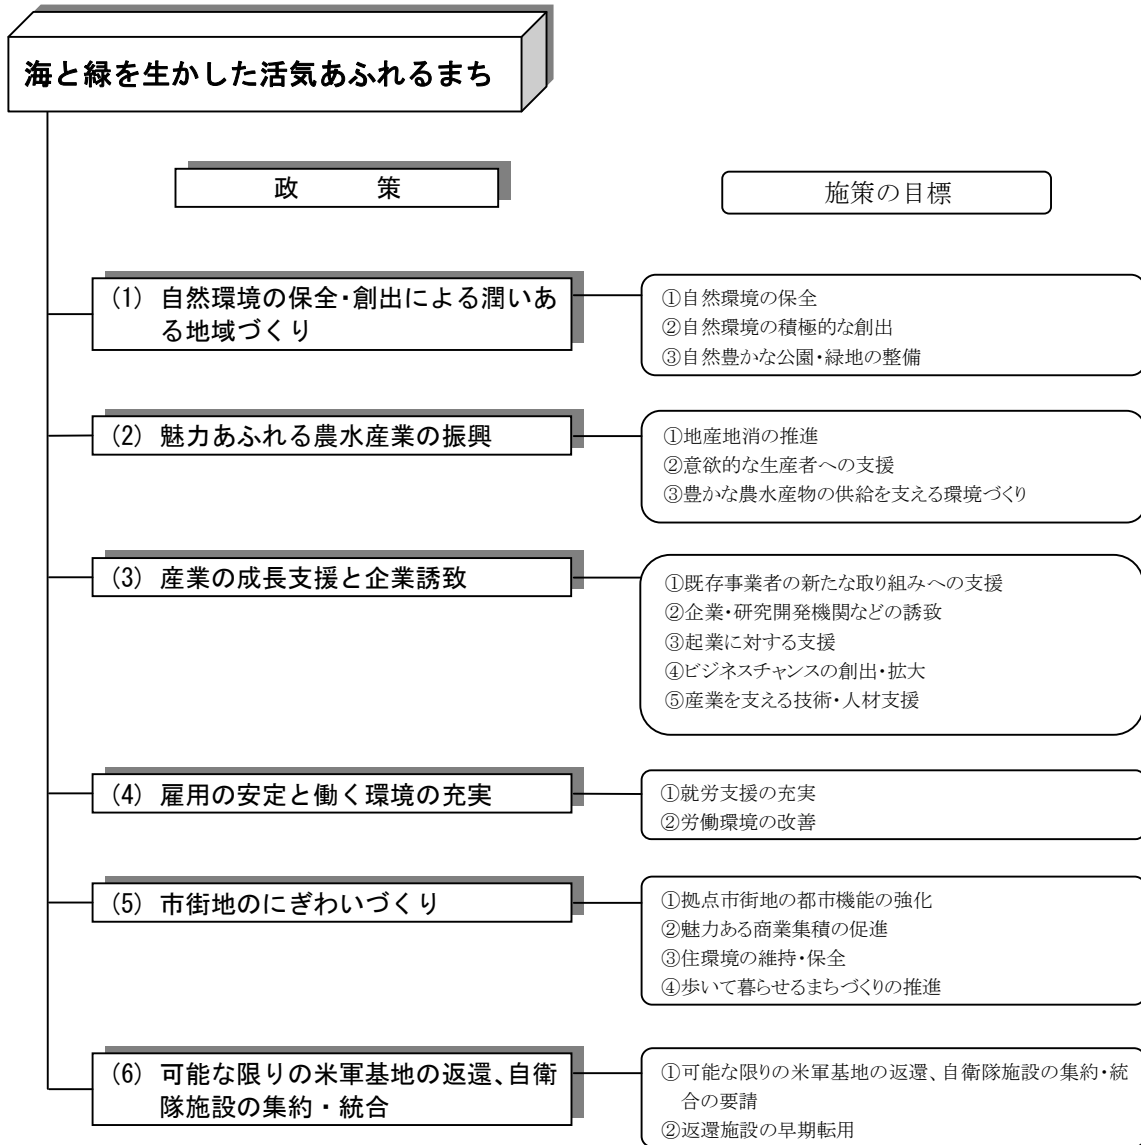 海と緑を生かした活気あふれるまち
政　　策
施策の目標
(1) 自然環境の保全・創出による潤いあ
る地域づくり
①自然環境の保全
②自然環境の積極的な創出
③自然豊かな公園・緑地の整備
(2) 魅力あふれる農水産業の振興
①地産地消の推進
②意欲的な生産者への支援
③豊かな農水産物の供給を支える環境づくり
(3) 産業の成長支援と企業誘致
①既存事業者の新たな取り組みへの支援
②企業・研究開発機関などの誘致
③起業に対する支援
④ビジネスチャンスの創出・拡大
⑤産業を支える技術・人材支援
(4) 雇用の安定と働く環境の充実
①就労支援の充実
②労働環境の改善
(5) 市街地のにぎわいづくり
①拠点市街地の都市機能の強化
②魅力ある商業集積の促進
③住環境の維持・保全
④歩いて暮らせるまちづくりの推進
(6) 可能な限りの米軍基地の返還、自衛
隊施設の集約・統合
①可能な限りの米軍基地の返還、自衛隊施設の集約・統
合の要請
②返還施設の早期転用